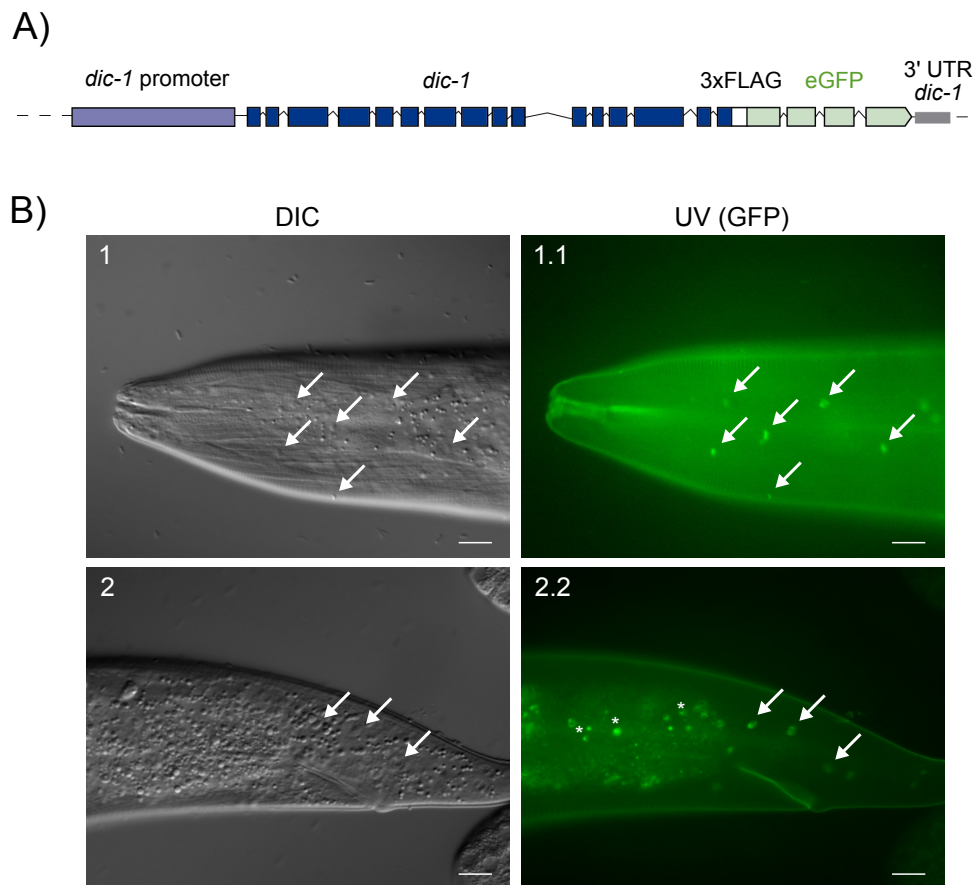 A)
dic-1 promoter
dic-1
3xFLAG
eGFP
3' UTR
dic-1
B)
DIC
UV (GFP)
1
1.1
2
2.2
* * *